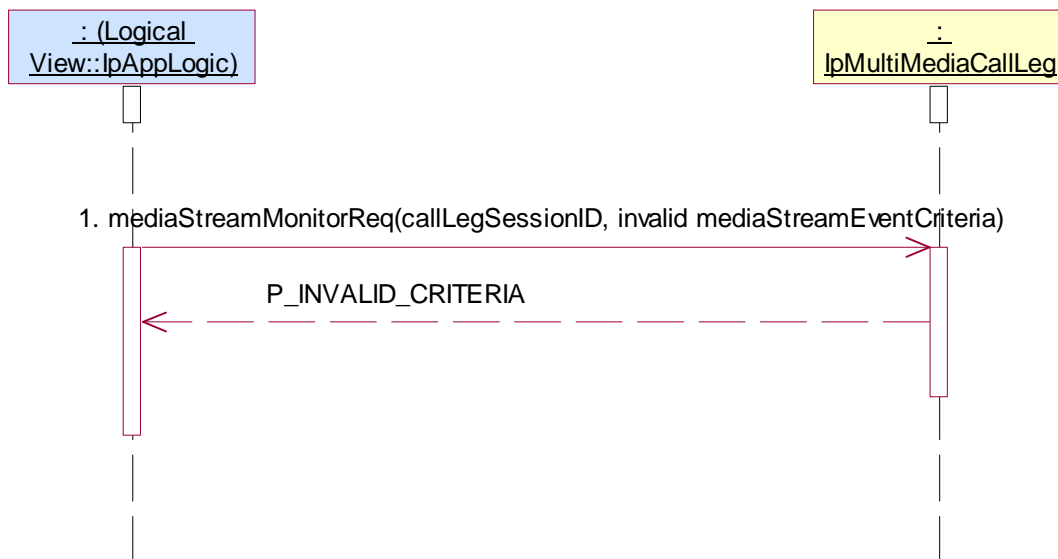 : (Logical
View::IpAppLogic)
:
IpMultiMediaCallLeg
1. mediaStreamMonitorReq(callLegSessionID, invalid mediaStreamEventCriteria)
P_INVALID_CRITERIA